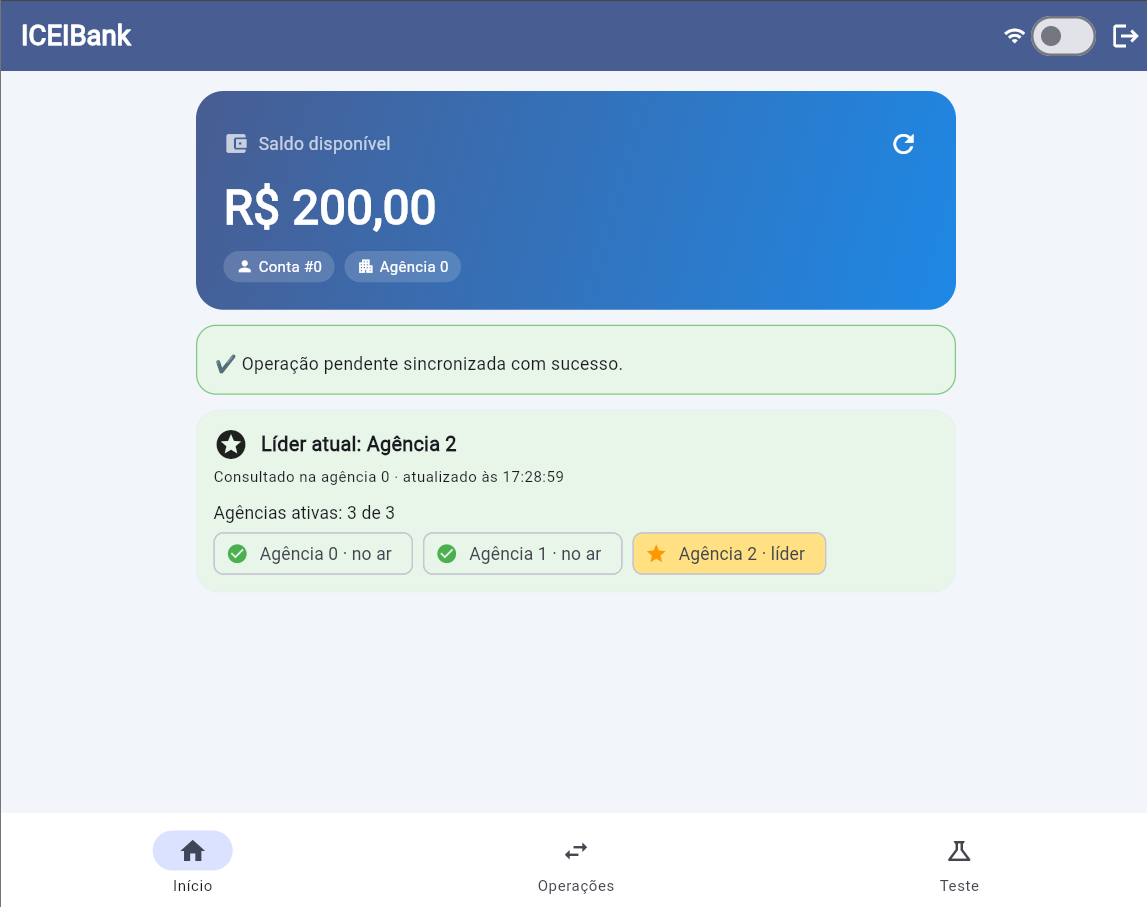 ICEIBank
Saldo disponível
R$ 200,00
Conta #0
Agência 0
✔ Operação pendente sincronizada com sucesso.
Líder atual: Agência 2
Consultado na agência 0 · atualizado às 17:28:59
Agências ativas: 3 de 3
Agência 0 · no ar
Agência 1 · no ar
Agência 2 · líder
Início
Operações
Teste